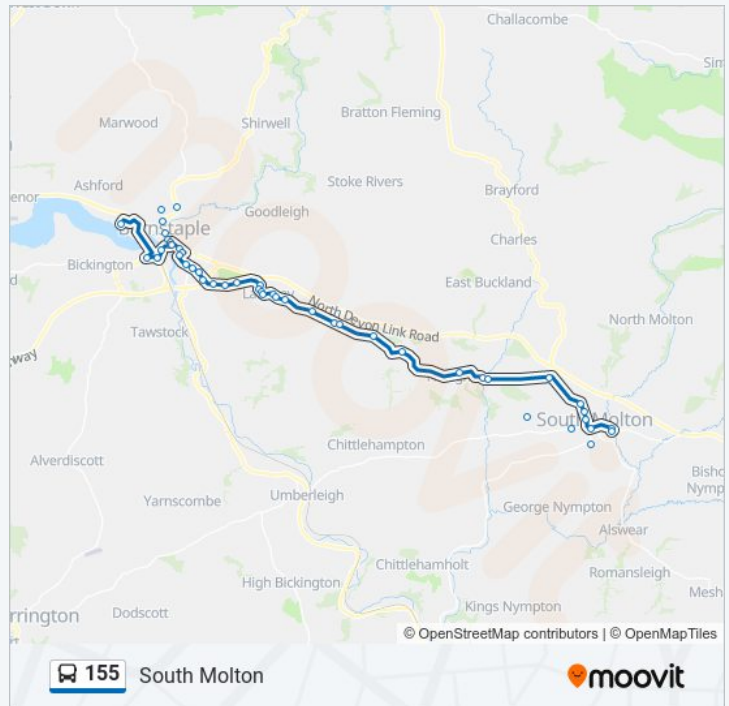 Challacombe
Marwood
Shirwell
Bratton Fleming
Ashford
Stoke Rivers
Goodleigh
Brayford
Barnstaple
Charles
Bickington
East Buckland
North Devon Link Road
North Molton
Tawstock
South Molton
Chittlehampton
Alverdiscott
Yarnscombe
Umberleigh
George Nympton
Alswear
Chittlehamholt
Romansleigh
High Bickington
Dodscott
Kings Nympton
© OpenStreetMap contributors | © OpenMapTiles
155 South Molton
moovit